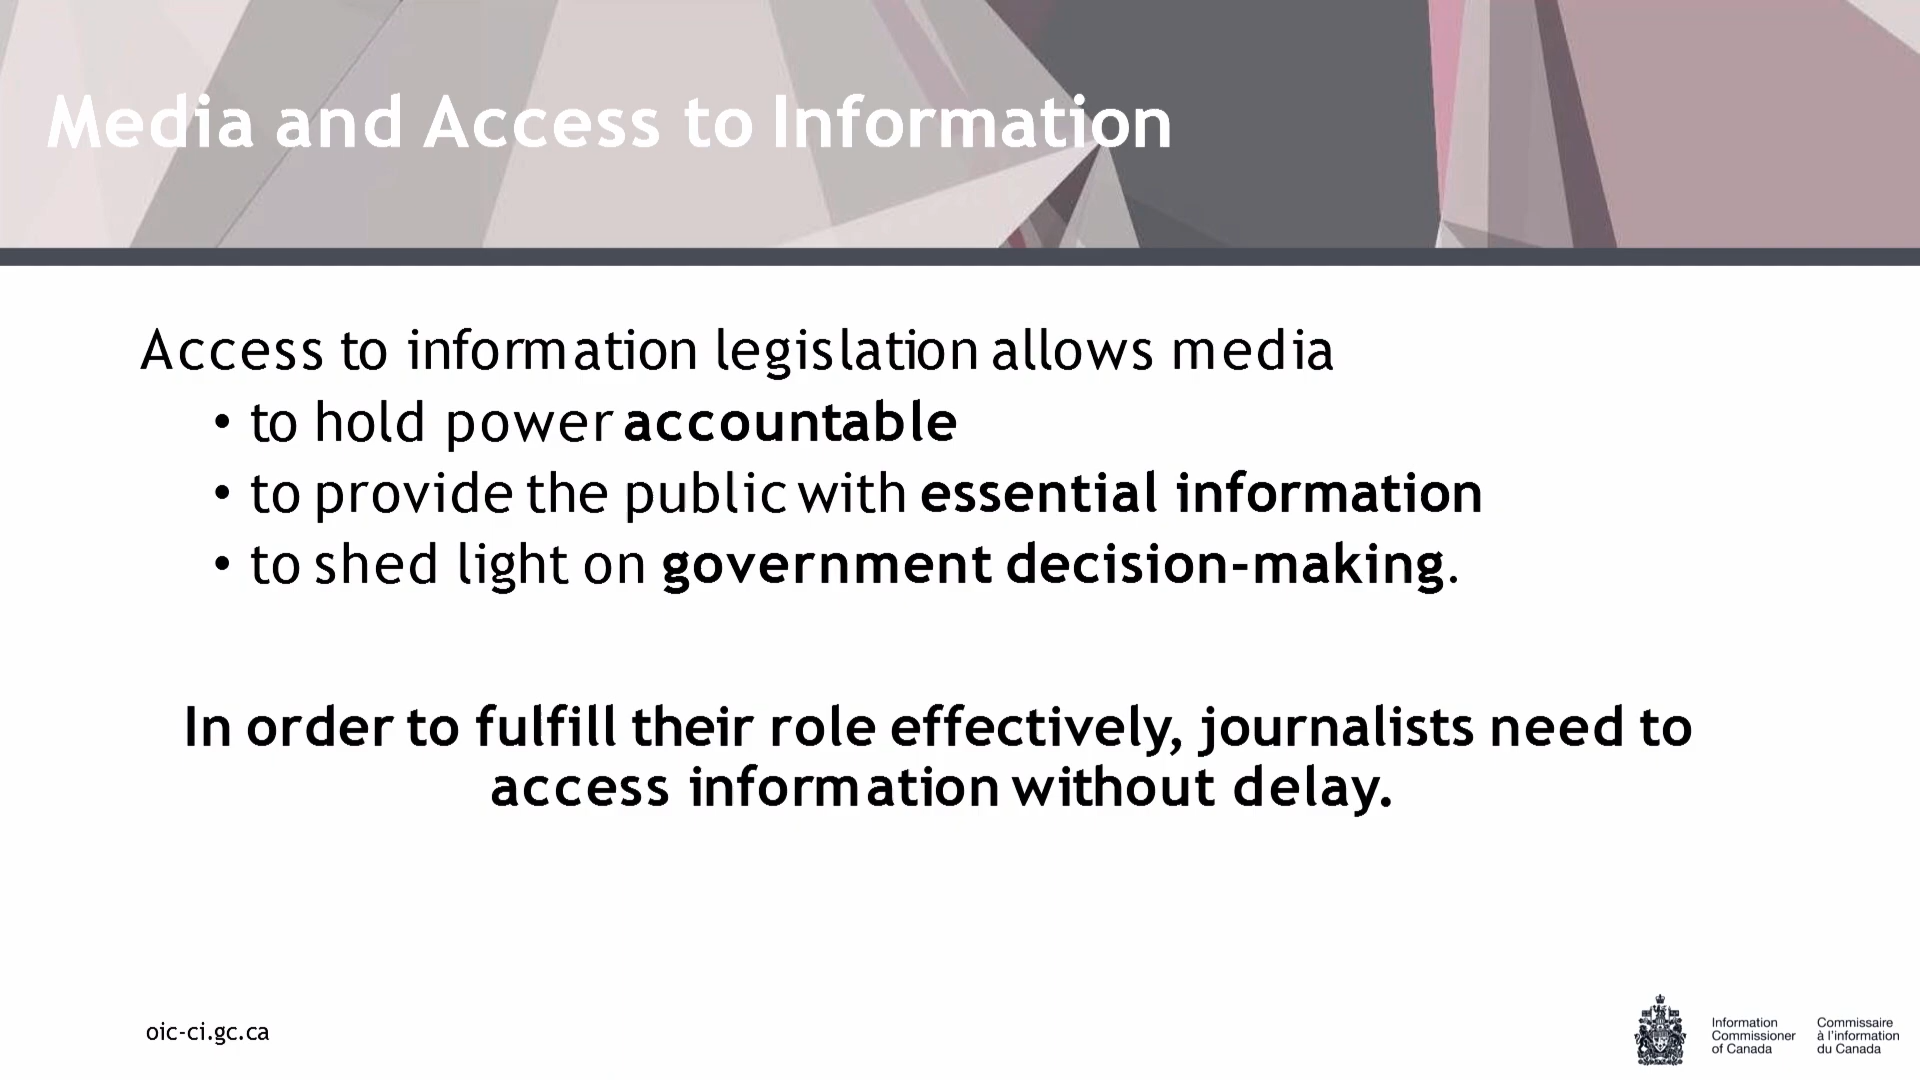 Media and Access to Information
Access to information legislation allows media
• to hold power accountable
• to provide the public with essential information
• to shed light on government decision-making.
In order to fulfill their role effectively, journalists need to
access information without delay.
oic-ci.gc.ca
Information
Commissioner
of Canada
Commissaire
à l'information
du Canada